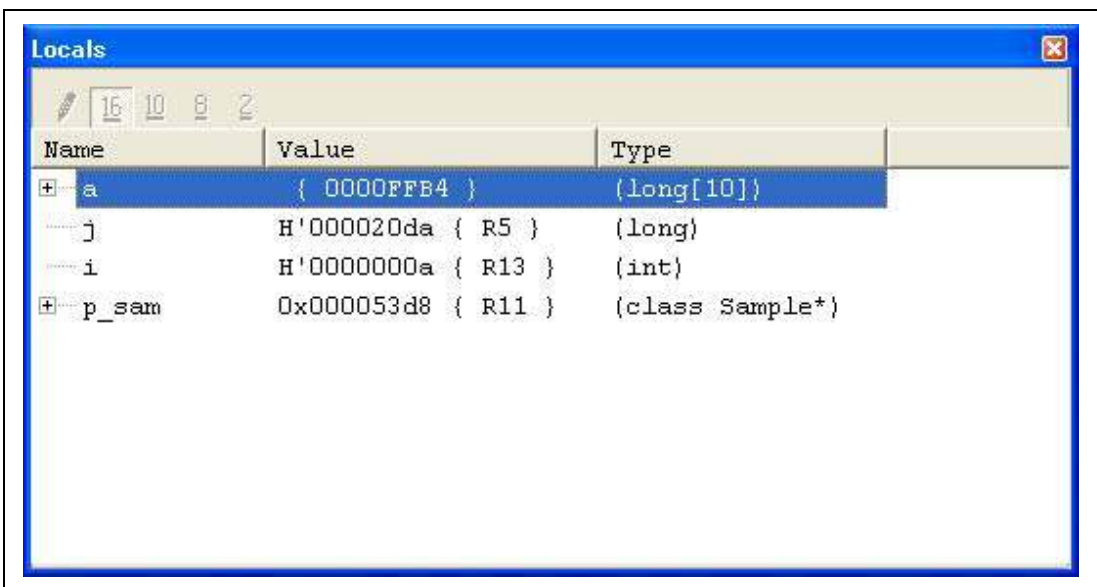 Locals
16 10 8 2
Name Value Type
a { 0000FFB4 } (long[10])
j H'000020da { R5 } (long)
i H'0000000a { R13 } (int)
p_sam 0x000053d8 { R11 } (class Sample*)